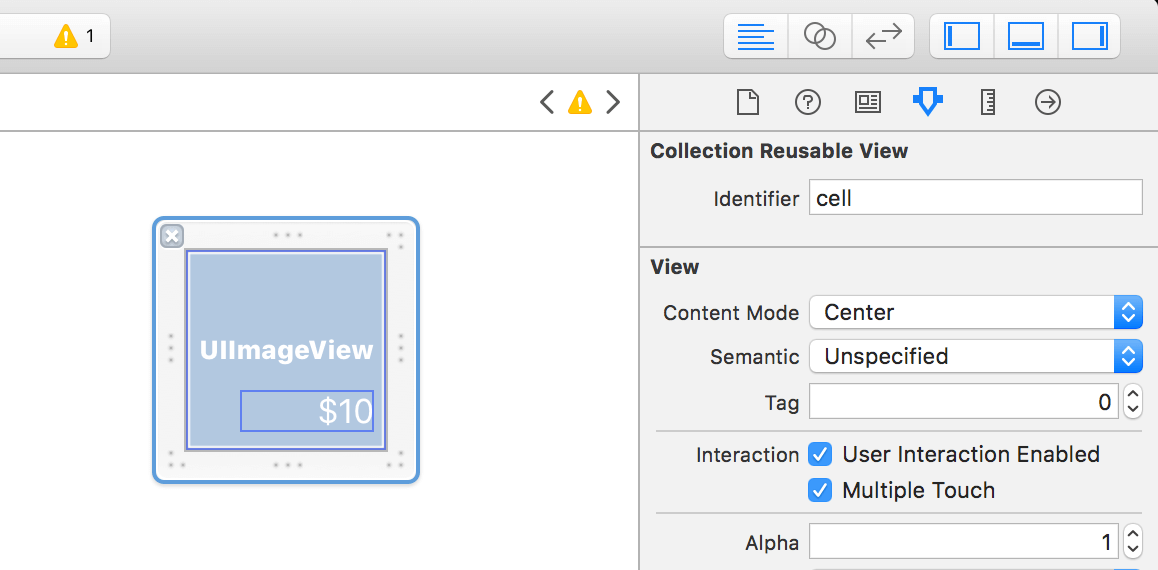 1
Collection Reusable View
Identifier cell
View
Content Mode Center
Semantic Unspecified
UIImageView
Tag 0
$10
Interaction User Interaction Enabled
Multiple Touch
Alpha 1